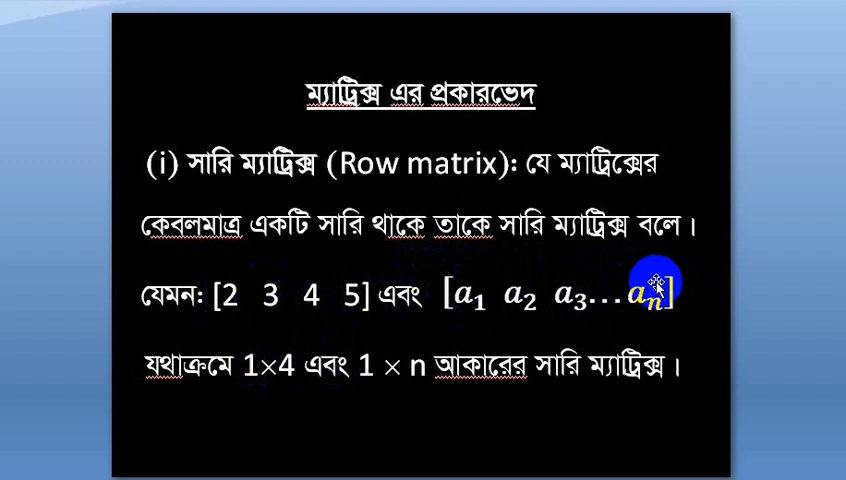 ম্যাট্রিক্স এর প্রকারভেদ
(i) সারি ম্যাট্রিক্স (Row matrix)ঃ যে ম্যাট্রিক্সের
কেবলমাত্র একটি সারি থাকে তাকে সারি ম্যাট্রিক্স বলে।
যেমনঃ [2 3 4 5] এবং [a₁ a₂ a₃… aₙ]
যথাক্রমে 1×4 এবং 1 × n আকারের সারি ম্যাট্রিক্স।